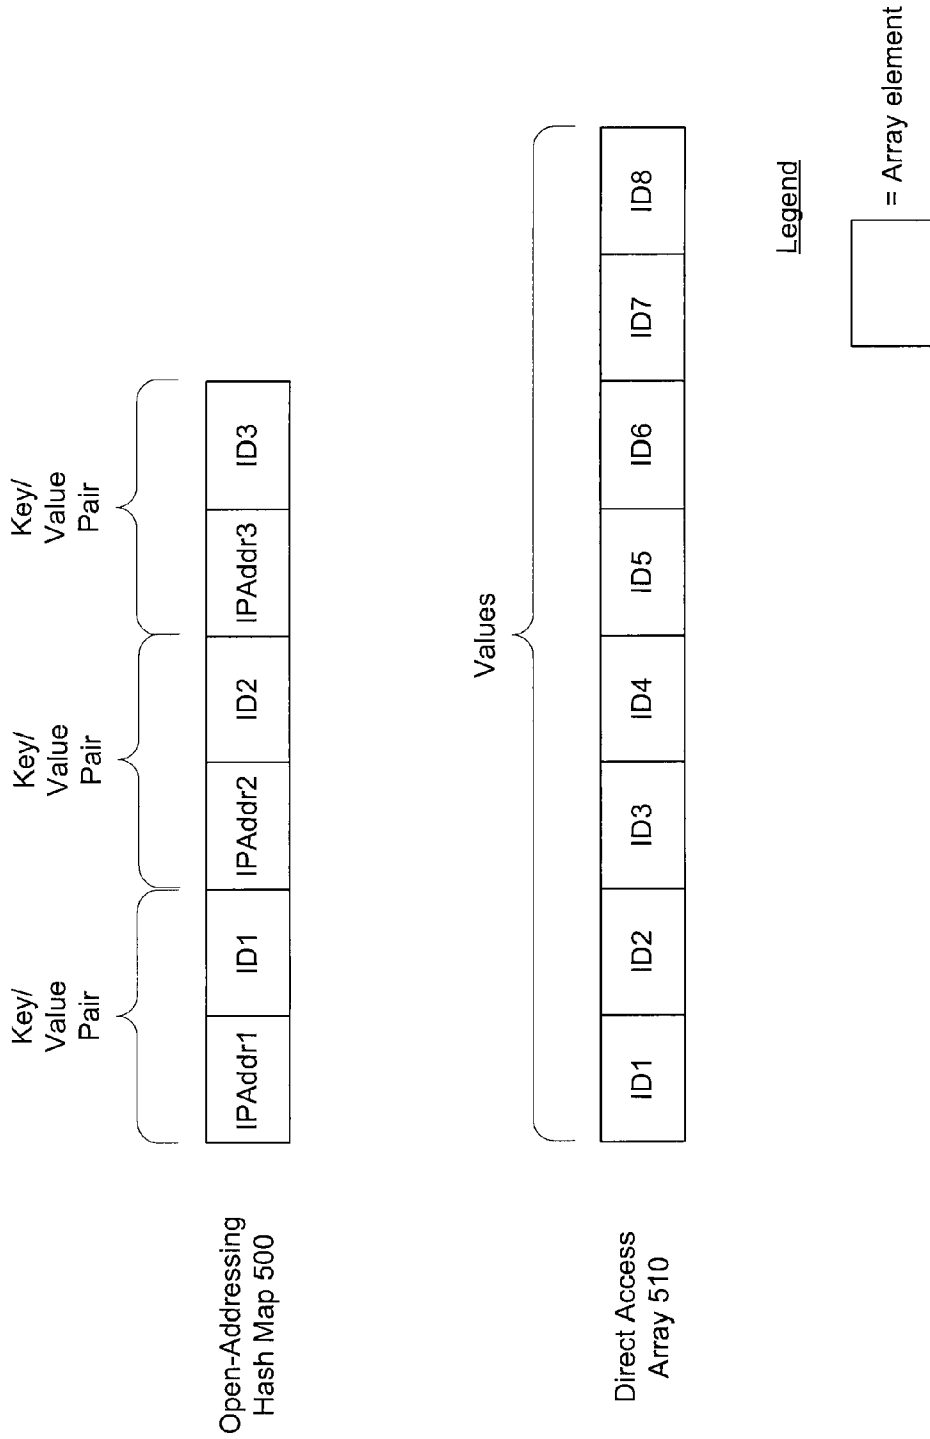 Key/
Value
Pair
Key/
Value
Pair
Key/
Value
Pair
Open-Addressing
Hash Map 500
IPAddr1
ID1
IPAddr2
ID2
IPAddr3
ID3
Values
Direct Access
Array 510
ID1
ID2
ID3
ID4
ID5
ID6
ID7
ID8
Legend
= Array element